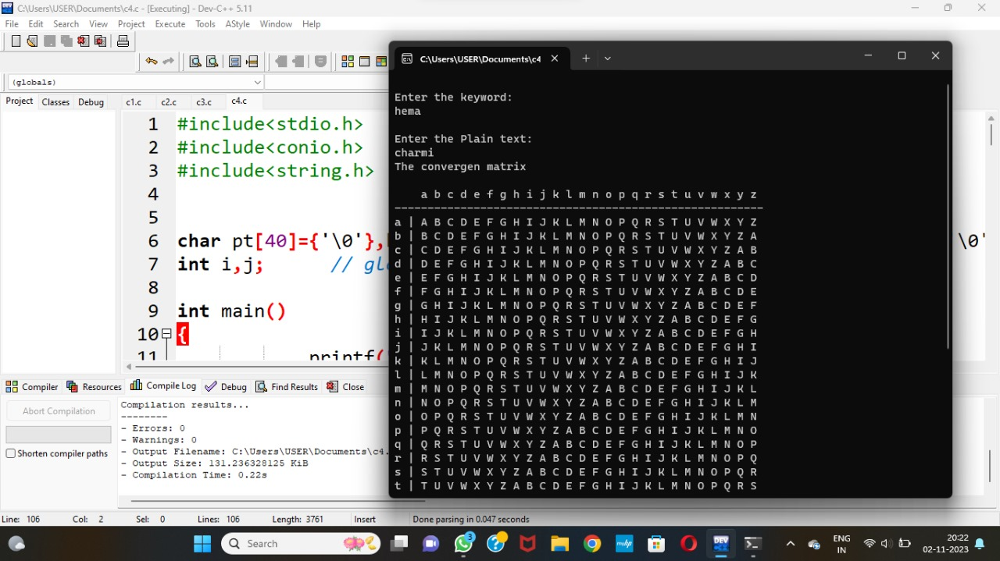 C:\Users\USER\Documents\c4.c - [Executing] - Dev-C++ 5.11
File Edit Search View Project Execute Tools AStyle Window Help
(globals)
Project Classes Debug
c1.c c2.c c3.c c4.c
1 #include<stdio.h>
2 #include<conio.h>
3 #include<string.h>
4
5
6 char pt[40]={'\0'}, \0'
7 int i,j; // gl
8
9 int main()
10 {
11 printf(
C:\Users\USER\Documents\c4
Enter the keyword:
hema
Enter the Plain text:
charmi
The convergen matrix
a b c d e f g h i j k l m n o p q r s t u v w x y z
-------------------------------------------------------
a | A B C D E F G H I J K L M N O P Q R S T U V W X Y Z
b | B C D E F G H I J K L M N O P Q R S T U V W X Y Z A
c | C D E F G H I J K L M N O P Q R S T U V W X Y Z A B
d | D E F G H I J K L M N O P Q R S T U V W X Y Z A B C
e | E F G H I J K L M N O P Q R S T U V W X Y Z A B C D
f | F G H I J K L M N O P Q R S T U V W X Y Z A B C D E
g | G H I J K L M N O P Q R S T U V W X Y Z A B C D E F
h | H I J K L M N O P Q R S T U V W X Y Z A B C D E F G
i | I J K L M N O P Q R S T U V W X Y Z A B C D E F G H
j | J K L M N O P Q R S T U V W X Y Z A B C D E F G H I
k | K L M N O P Q R S T U V W X Y Z A B C D E F G H I J
l | L M N O P Q R S T U V W X Y Z A B C D E F G H I J K
m | M N O P Q R S T U V W X Y Z A B C D E F G H I J K L
n | N O P Q R S T U V W X Y Z A B C D E F G H I J K L M
o | O P Q R S T U V W X Y Z A B C D E F G H I J K L M N
p | P Q R S T U V W X Y Z A B C D E F G H I J K L M N O
q | Q R S T U V W X Y Z A B C D E F G H I J K L M N O P
r | R S T U V W X Y Z A B C D E F G H I J K L M N O P Q
s | S T U V W X Y Z A B C D E F G H I J K L M N O P Q R
t | T U V W X Y Z A B C D E F G H I J K L M N O P Q R S
Compiler Resources Compile Log Debug Find Results Close
Abort Compilation
Shorten compiler paths
Compilation results...
--------
- Errors: 0
- Warnings: 0
- Output Filename: C:\Users\USER\Documents\c4.
- Output Size: 131.236328125 KiB
- Compilation Time: 0.22s
Line: 106 Col: 2 Sel: 0 Lines: 106 Length: 3761 Insert Done parsing in 0.047 seconds
Search
3
myhp
DEV
ENG
IN
20:22
02-11-2023